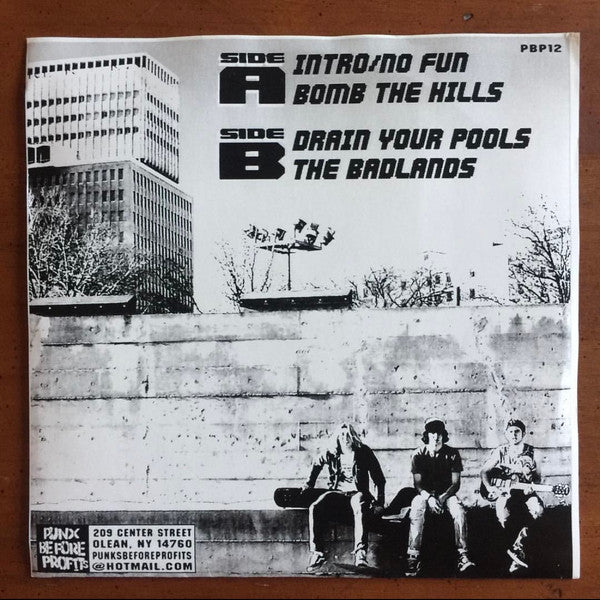 PBP12
SIDE A
INTRO/NO FUN
BOMB THE HILLS
SIDE B
DRAIN YOUR POOLS
THE BADLANDS
PUNX
BEFORE
PROFITS
209 CENTER STREET
OLEAN, NY 14760
PUNKSBEFOREPROFITS
@HOTMAIL.COM